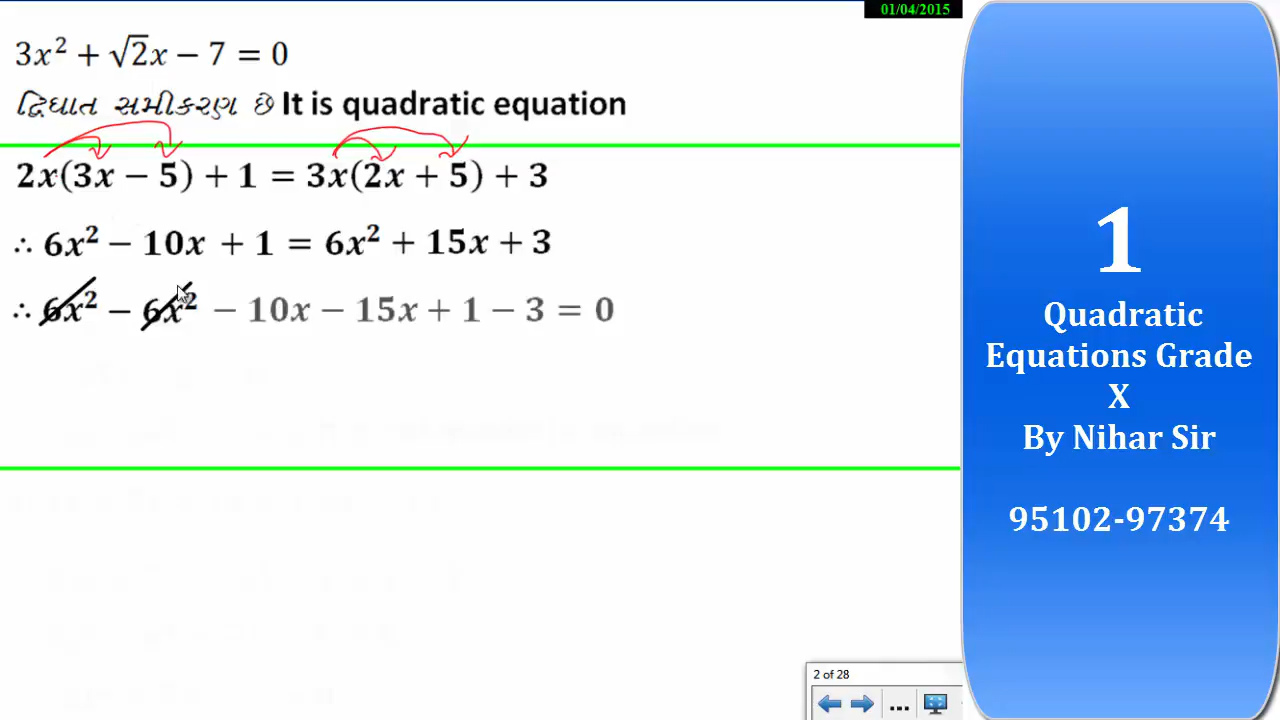 01/04/2015
3x² + √2x − 7 = 0
દ્વિઘાત સમીકરણ છે It is quadratic equation
2x(3x − 5) + 1 = 3x(2x + 5) + 3
∴ 6x² − 10x + 1 = 6x² + 15x + 3
∴ 6x² − 6x² − 10x − 15x + 1 − 3 = 0
1
Quadratic
Equations Grade
X
By Nihar Sir
95102-97374
2 of 28
...